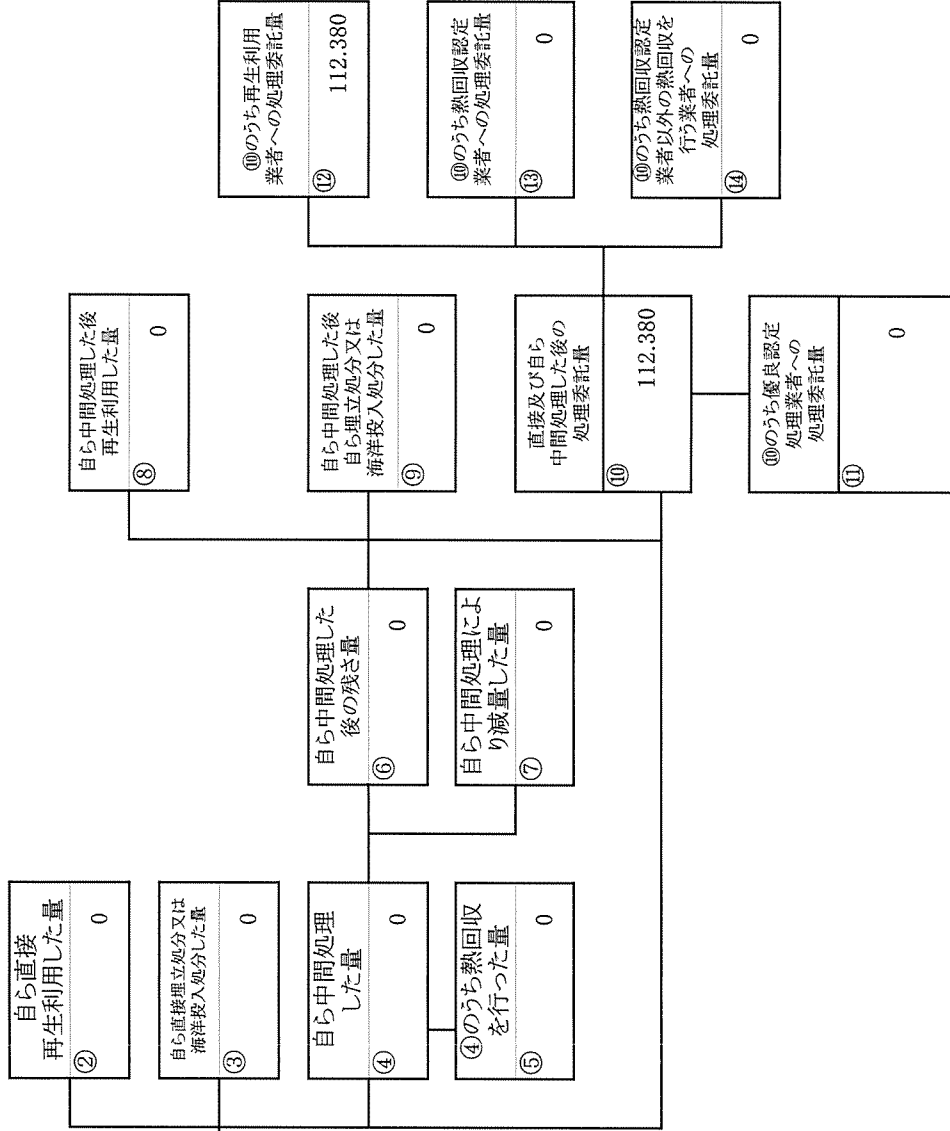 自ら直接
再生利用した量
②
0
自ら直接埋立処分又は
海洋投入処分した量
③
0
自ら中間処理
した量
④
0
④のうち熱回収
を行った量
⑤
0
自ら中間処理した
後の残さ量
⑥
0
自ら中間処理によ
り減量した量
⑦
0
自ら中間処理した後
再生利用した量
⑧
0
自ら中間処理した後
自ら埋立処分又は
海洋投入処分した量
⑨
0
直接及び自ら
中間処理した後の
処理委託量
⑩
112.380
⑩のうち優良認定
処理業者への
処理委託量
⑪
0
⑩のうち再生利用
業者への処理委託量
⑫
112.380
⑩のうち熱回収認定
業者への処理委託量
⑬
0
⑩のうち熱回収認定
業者以外の熱回収を
行う業者への
処理委託量
⑭
0